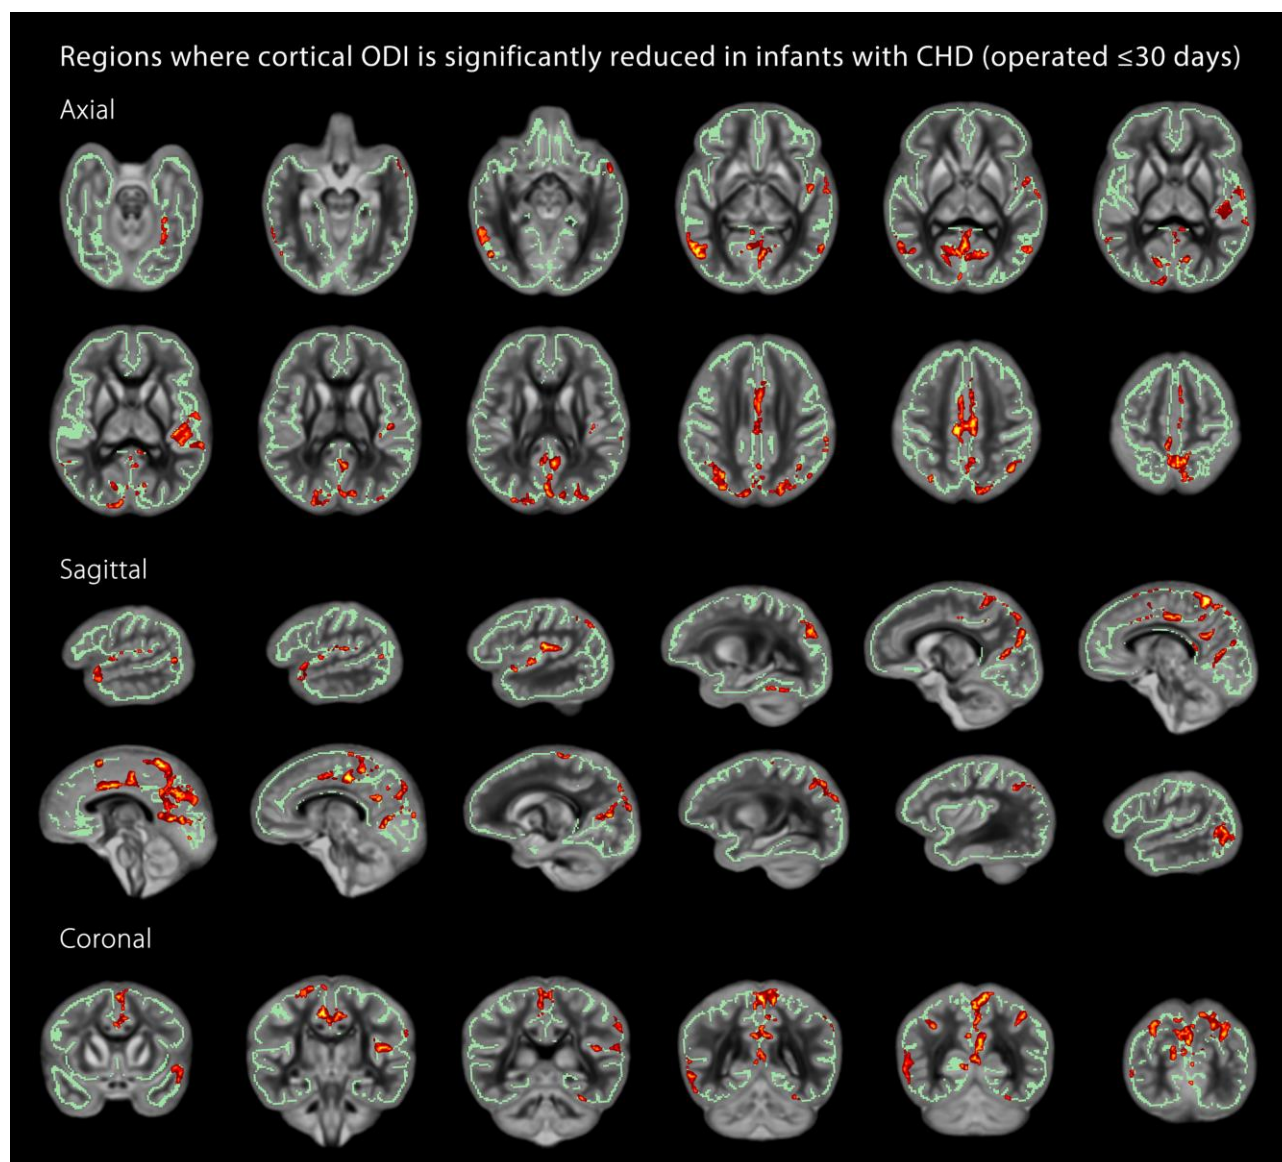 Regions where cortical ODI is significantly reduced in infants with CHD (operated ≤30 days)
Axial
Sagittal
Coronal